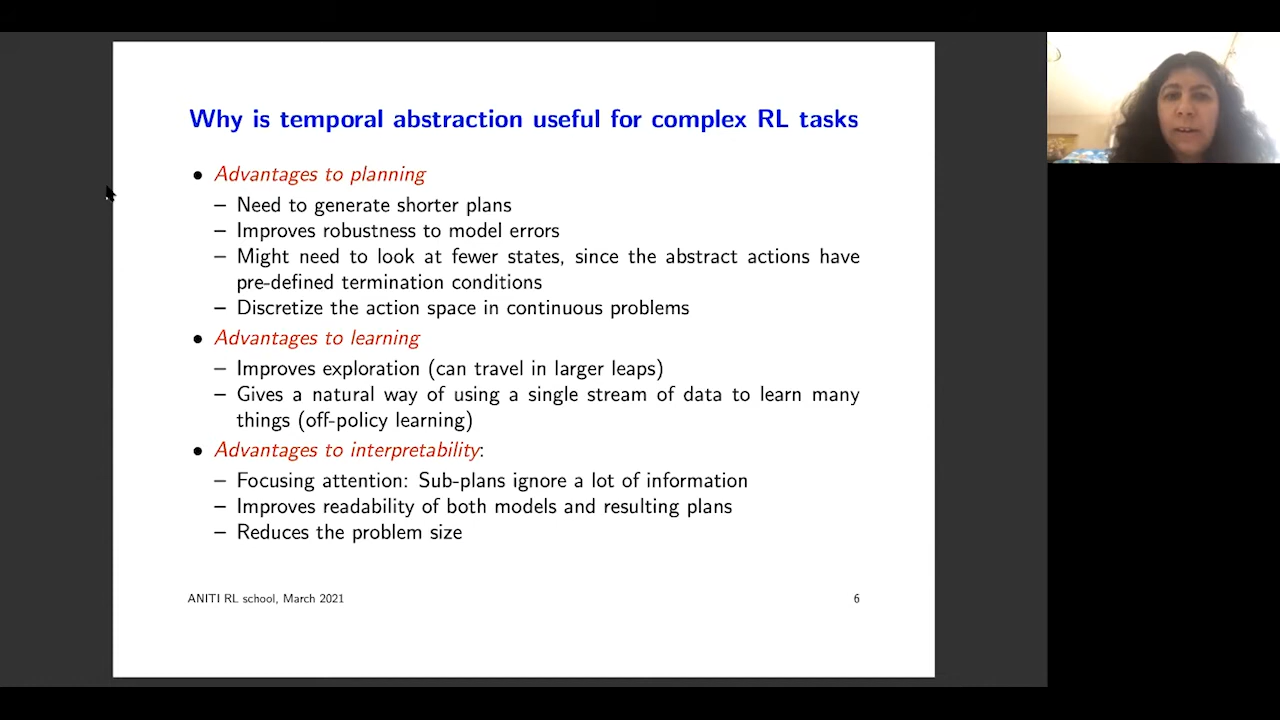 Why is temporal abstraction useful for complex RL tasks
• Advantages to planning
– Need to generate shorter plans
– Improves robustness to model errors
– Might need to look at fewer states, since the abstract actions have
pre-defined termination conditions
– Discretize the action space in continuous problems
• Advantages to learning
– Improves exploration (can travel in larger leaps)
– Gives a natural way of using a single stream of data to learn many
things (off-policy learning)
• Advantages to interpretability:
– Focusing attention: Sub-plans ignore a lot of information
– Improves readability of both models and resulting plans
– Reduces the problem size
ANITI RL school, March 2021 6